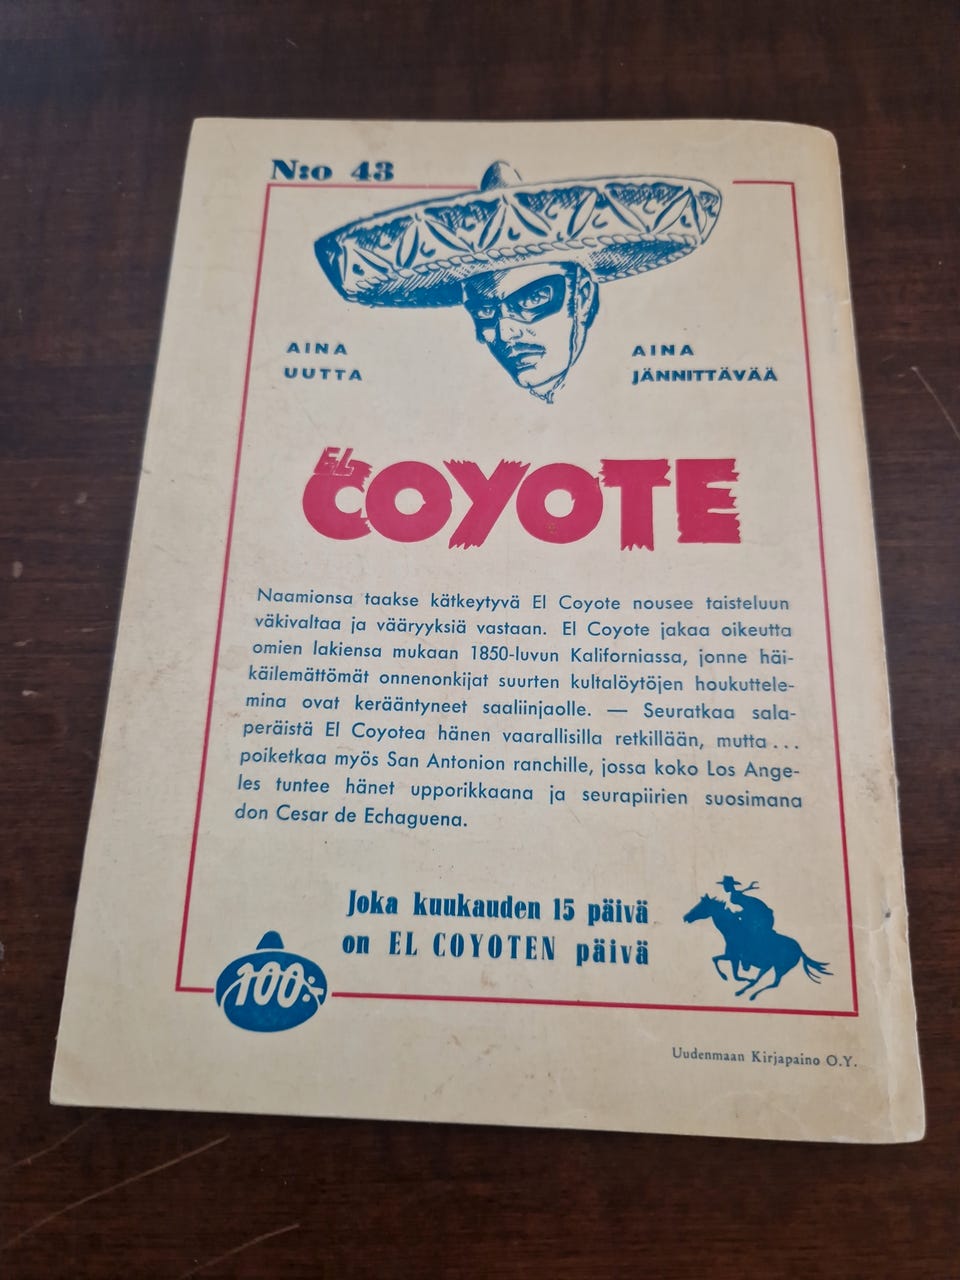 N:o 43
AINA
UUTTA
AINA
JÄNNITTÄVÄÄ
EL
COYOTE
Naamionsa taakse kätkeytyvä El Coyote nousee taisteluun
väkivaltaa ja vääryyksiä vastaan. El Coyote jakaa oikeutta
omien lakiensa mukaan 1850-luvun Kaliforniassa, jonne häi-
käilemättömät onnenonkijat suurten kultalöytöjen houkuttele-
mina ovat kerääntyneet saaliinjaolle. — Seuratkaa sala-
peräistä El Coyotea hänen vaarallisilla retkillään, mutta ...
poiketkaa myös San Antonion ranchille, jossa koko Los Ange-
les tuntee hänet upporikkaana ja seurapiirien suosimana
don Cesar de Echaguena.
Joka kuukauden 15 päivä
on EL COYOTEN päivä
100:-
Uudenmaan Kirjapaino O.Y.